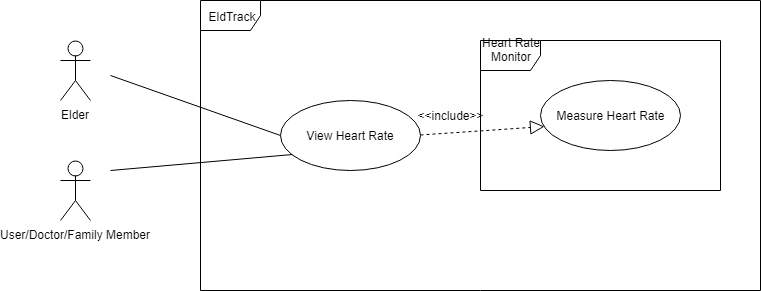 EldTrack
Heart Rate
Monitor
Elder
<<include>>
View Heart Rate
Measure Heart Rate
User/Doctor/Family Member